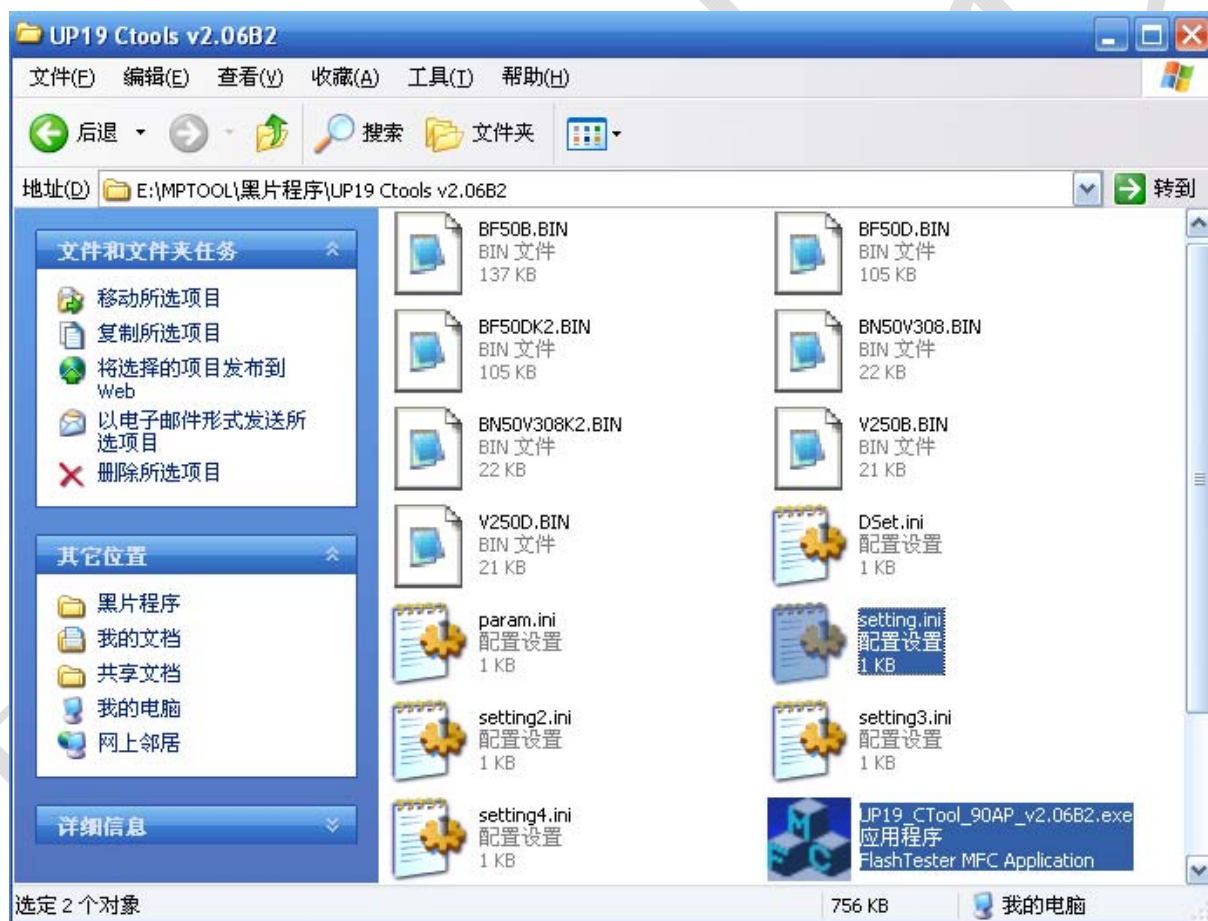 UP19 Ctools v2.06B2
文件(F) 编辑(E) 查看(V) 收藏(A) 工具(T) 帮助(H)
后退 搜索 文件夹
地址(D) E:\MPTOOL\黑片程序\UP19 Ctools v2.06B2 转到
文件和文件夹任务
移动所选项目
复制所选项目
将选择的项目发布到
Web
以电子邮件形式发送所
选项目
删除所选项目
其它位置
黑片程序
我的文档
共享文档
我的电脑
网上邻居
详细信息
BF50B.BIN
BIN 文件
137 KB
BF50D.BIN
BIN 文件
105 KB
BF50DK2.BIN
BIN 文件
105 KB
BN50V308.BIN
BIN 文件
22 KB
BN50V308K2.BIN
BIN 文件
22 KB
V250B.BIN
BIN 文件
21 KB
V250D.BIN
BIN 文件
21 KB
DSet.ini
配置设置
1 KB
param.ini
配置设置
1 KB
setting.ini
配置设置
1 KB
setting2.ini
配置设置
1 KB
setting3.ini
配置设置
1 KB
setting4.ini
配置设置
1 KB
UP19_CTool_90AP_v2.06B2.exe
应用程序
FlashTester MFC Application
选定 2 个对象 756 KB 我的电脑